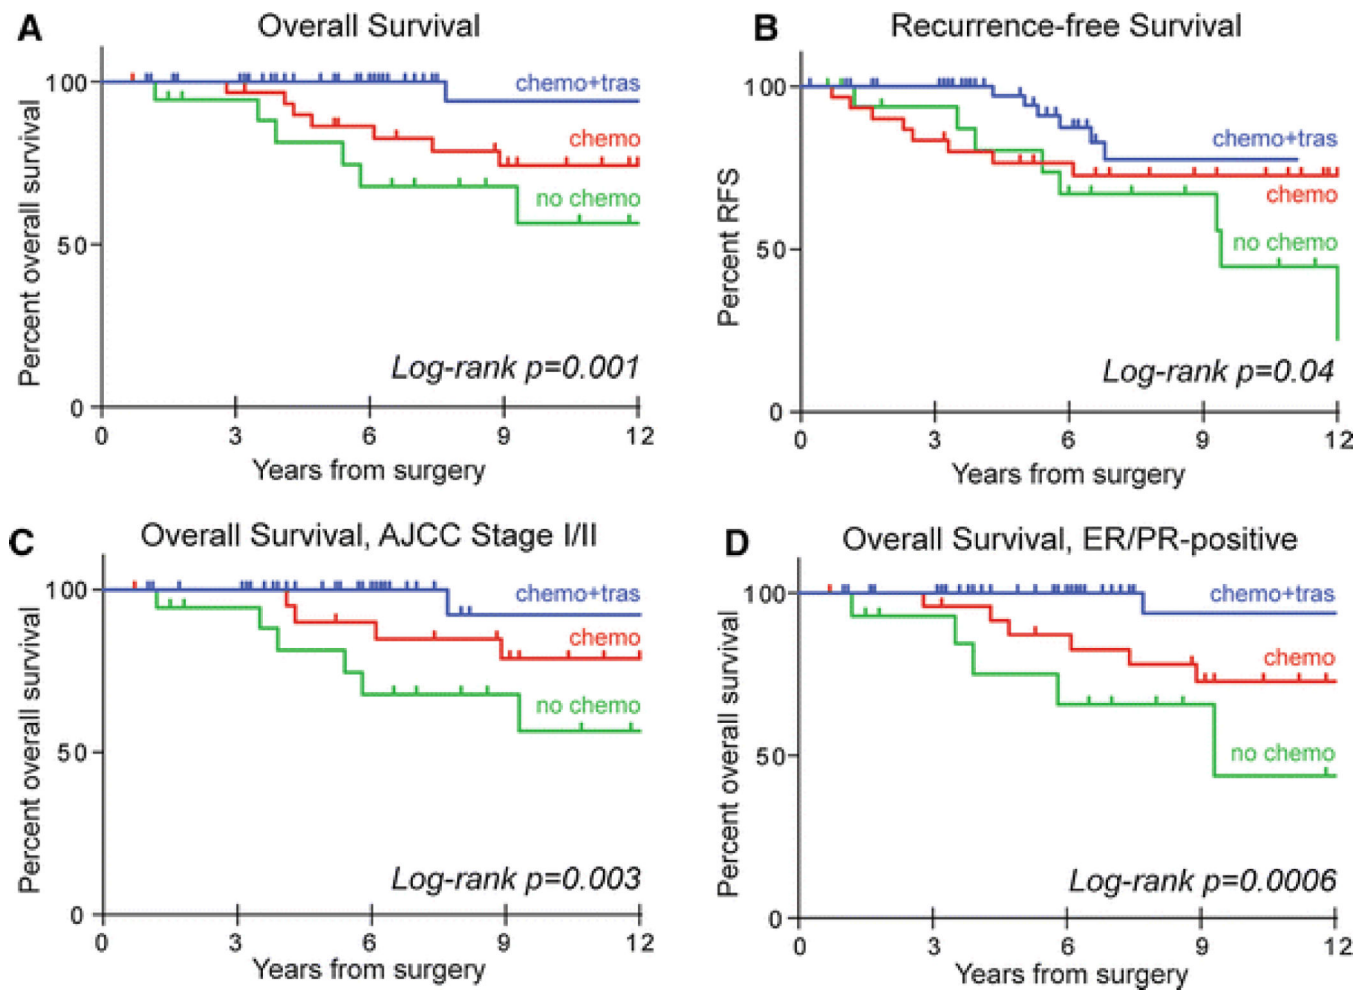 A Overall Survival
100
50
0
Percent overall survival
chemo+tras
chemo
no chemo
Log-rank p=0.001
0 3 6 9 12
Years from surgery
B Recurrence-free Survival
100
50
0
Percent RFS
chemo+tras
chemo
no chemo
Log-rank p=0.04
0 3 6 9 12
Years from surgery
C Overall Survival, AJCC Stage I/II
100
50
0
Percent overall survival
chemo+tras
chemo
no chemo
Log-rank p=0.003
0 3 6 9 12
Years from surgery
D Overall Survival, ER/PR-positive
100
50
0
Percent overall survival
chemo+tras
chemo
no chemo
Log-rank p=0.0006
0 3 6 9 12
Years from surgery